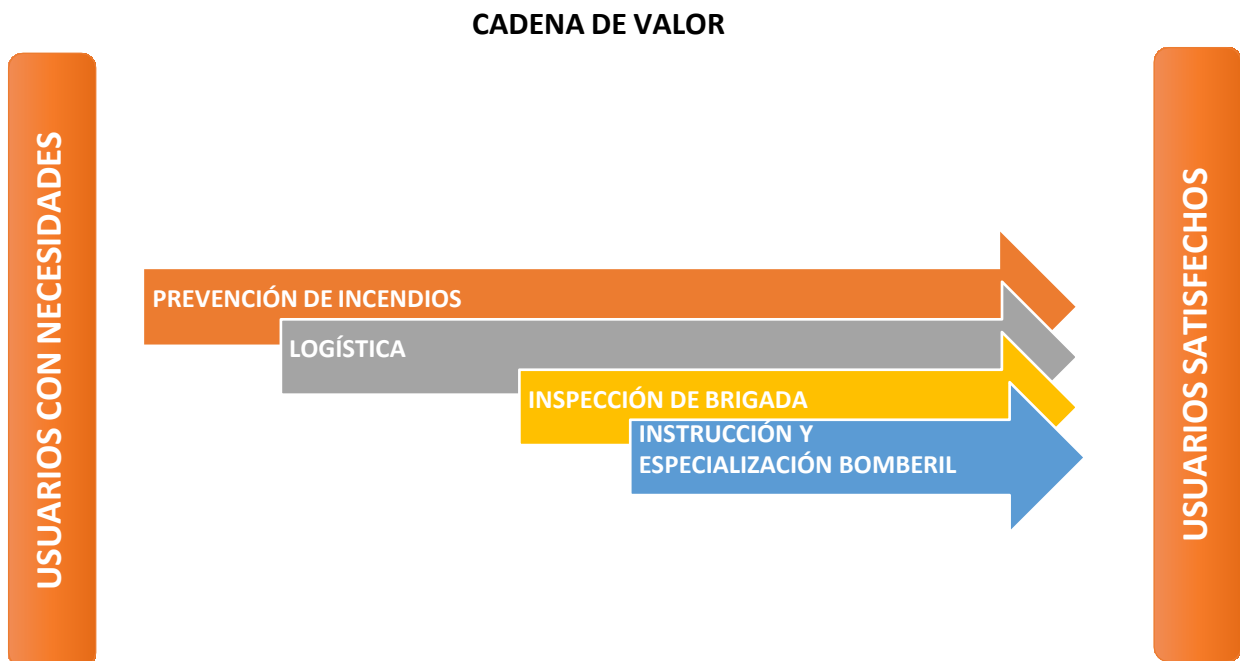 CADENA DE VALOR
USUARIOS CON NECESIDADES
PREVENCIÓN DE INCENDIOS
LOGÍSTICA
INSPECCIÓN DE BRIGADA
INSTRUCCIÓN Y
ESPECIALIZACIÓN BOMBERIL
USUARIOS SATISFECHOS